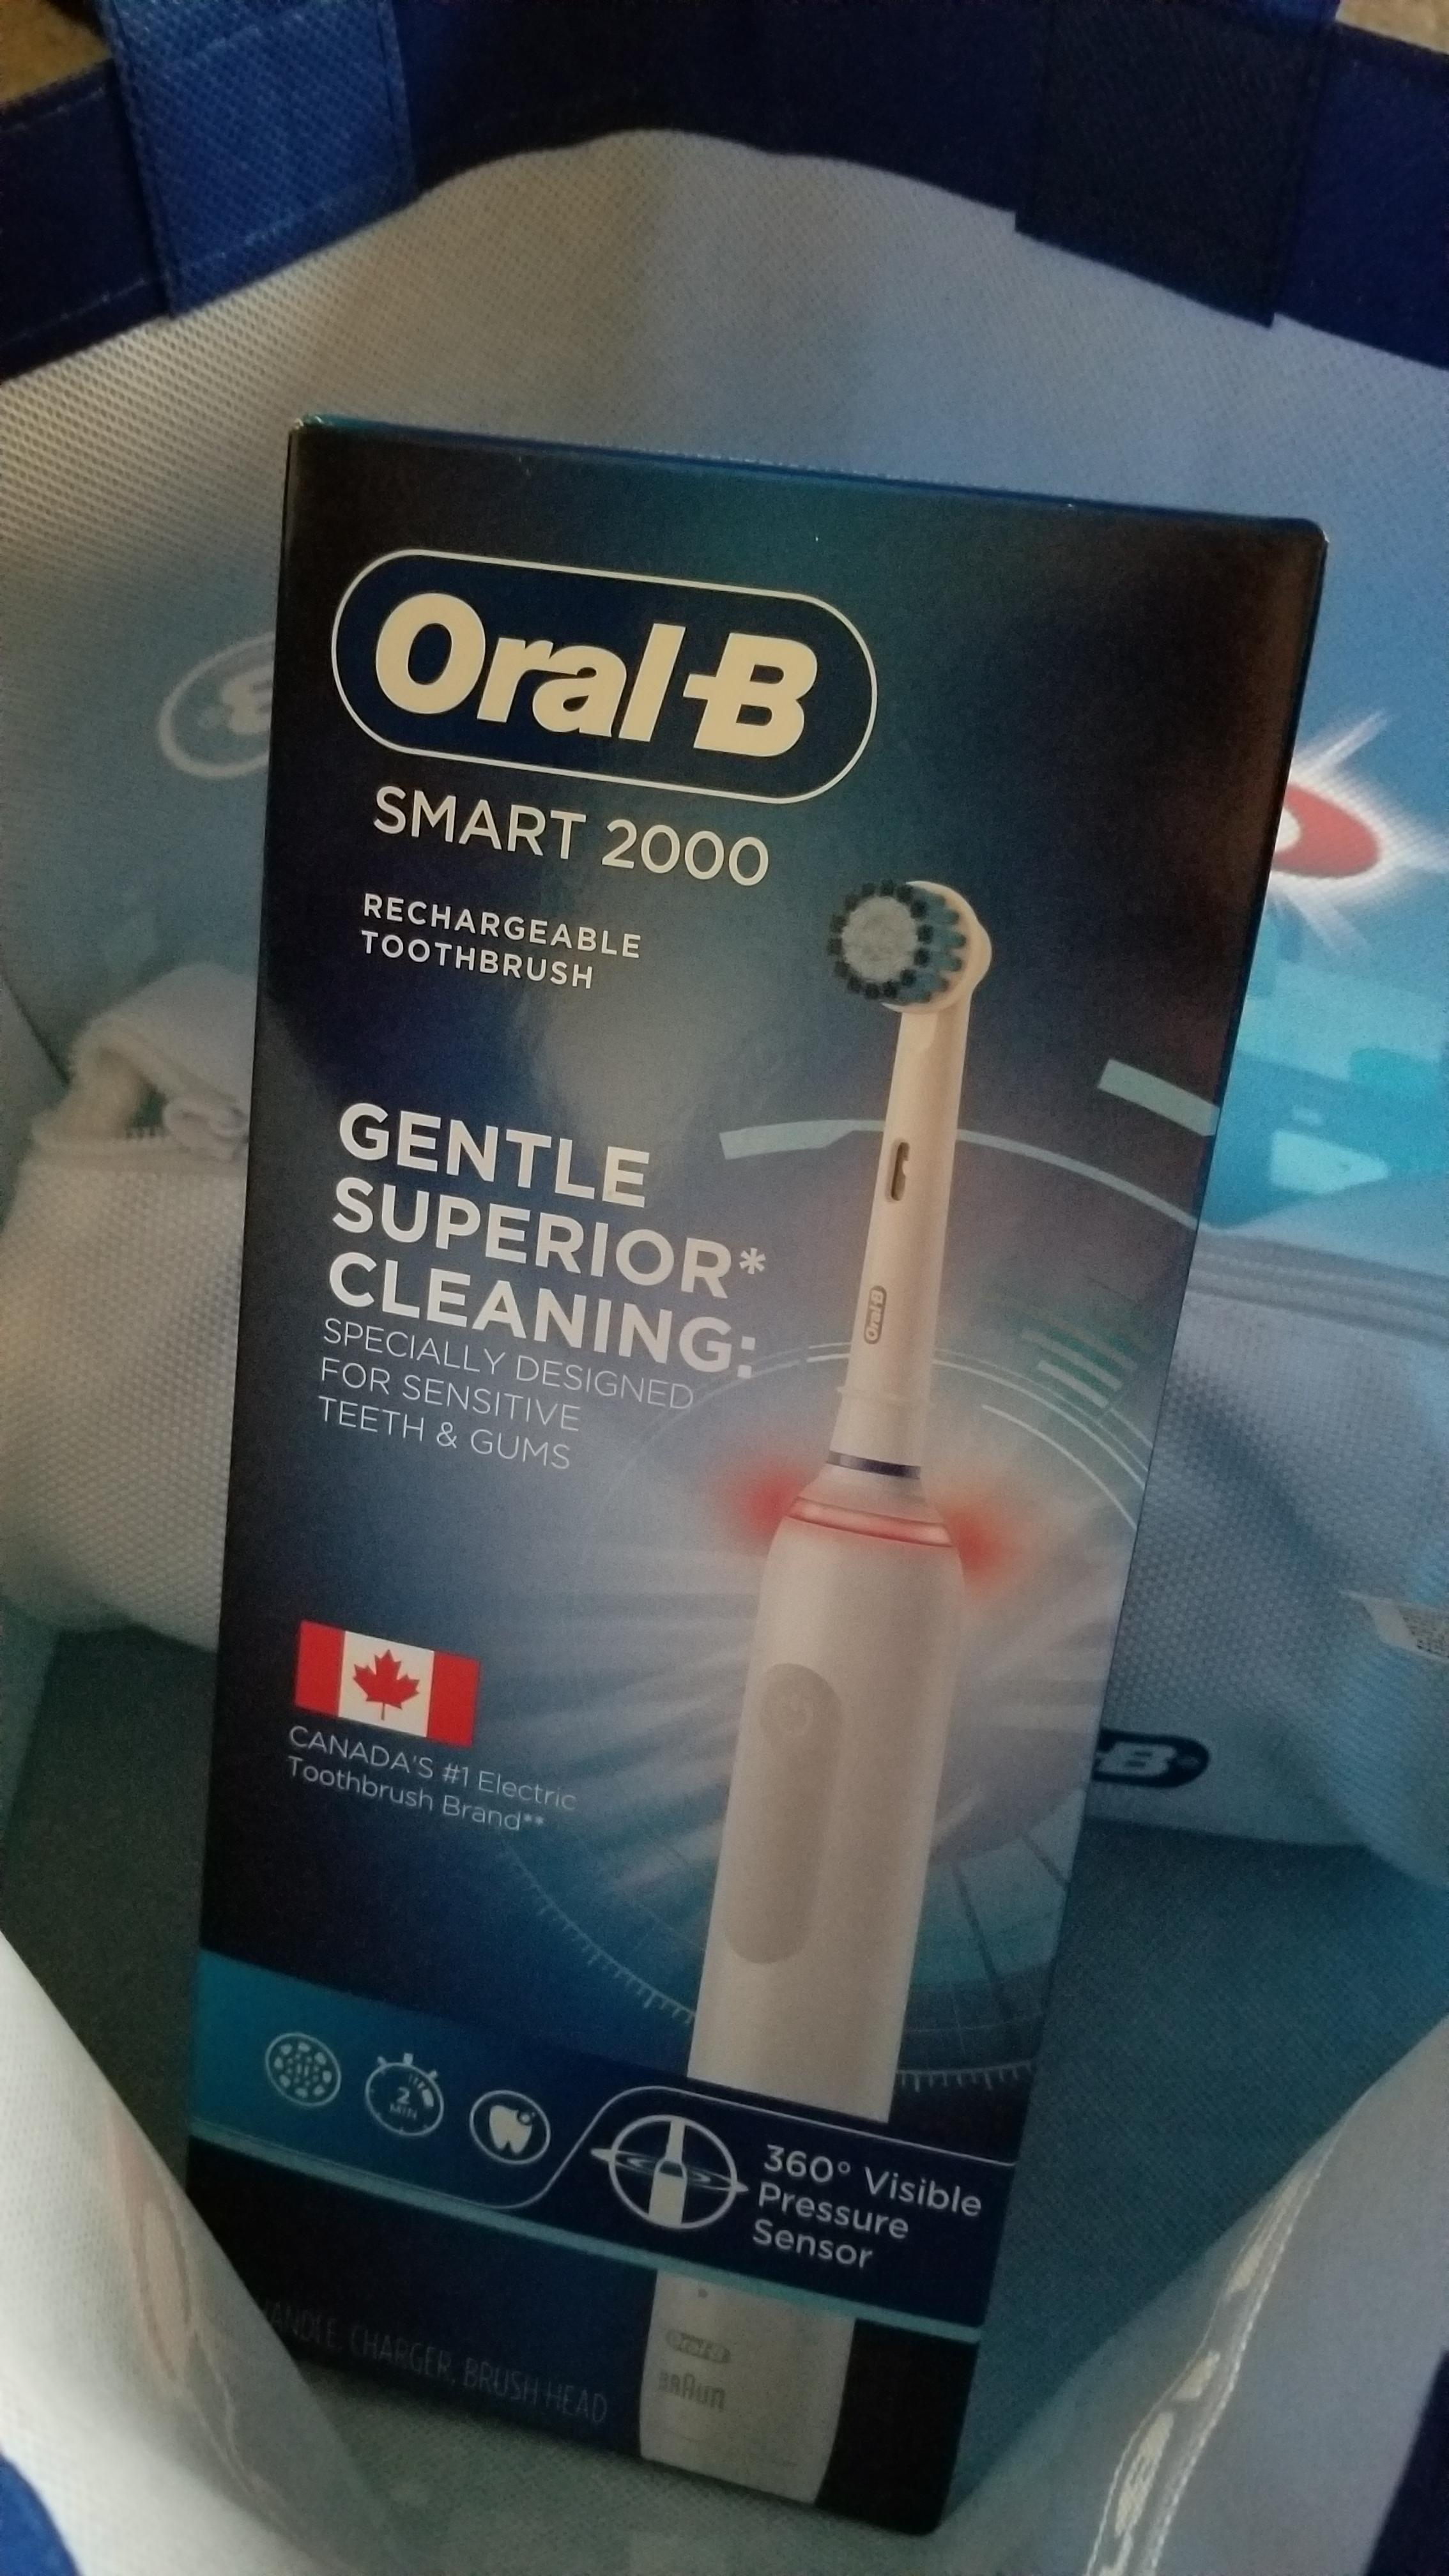 Oral-B
SMART 2000
RECHARGEABLE
TOOTHBRUSH
GENTLE
SUPERIOR*
CLEANING:
SPECIALLY DESIGNED
FOR SENSITIVE
TEETH & GUMS
Oral-B
CANADA'S #1 Electric
Toothbrush Brand**
2
MIN
360° Visible
Pressure
Sensor
CHARGER, BRUSH HEAD
Oral-B
BRAUN